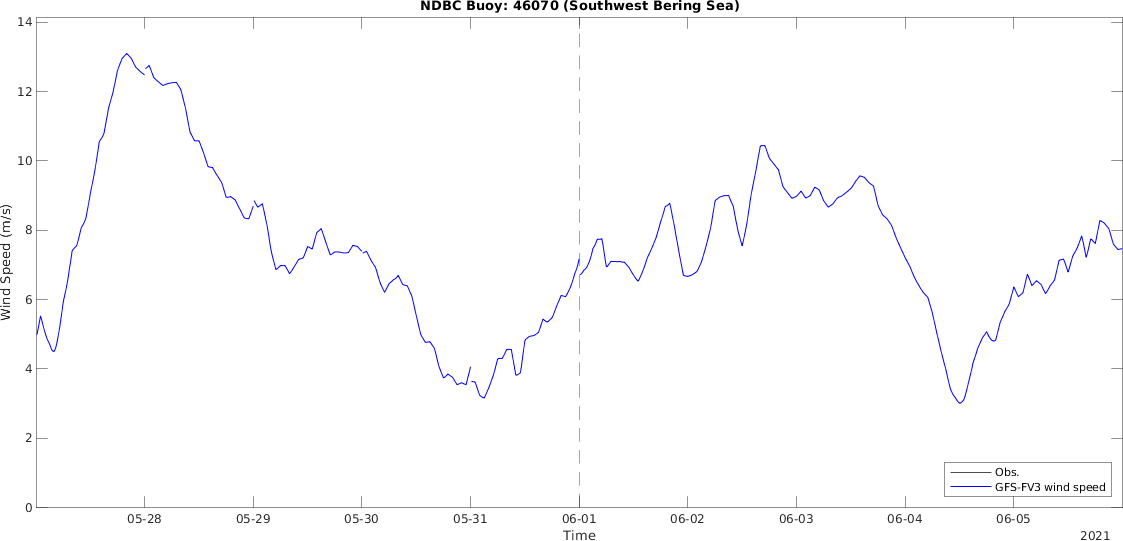 NDBC Buoy: 46070 (Southwest Bering Sea)
14
12
10
8
6
4
2
0
Wind Speed (m/s)
05-28 05-29 05-30 05-31 06-01 06-02 06-03 06-04 06-05
Time
2021
Obs.
GFS-FV3 wind speed